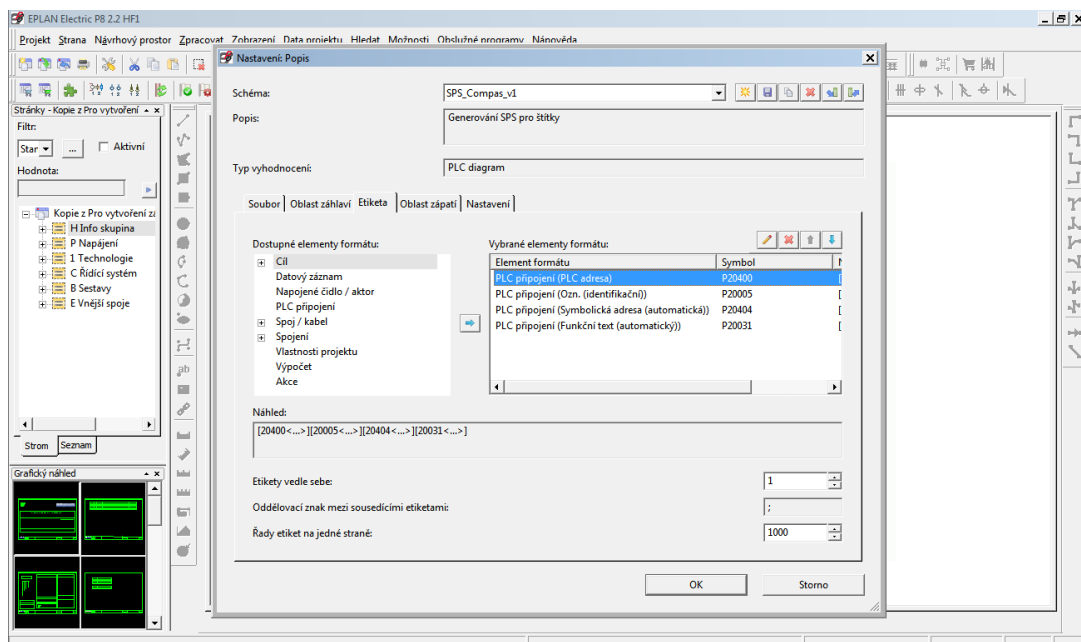 EPLAN Electric P8 2.2 HF1
Projekt Strana Návrhový prostor Zpracovat Zobrazení Data projektu Hledat Možnosti Obslužné programy Nápověda
Stránky - Kopie z Pro vytvoření
Filtr:
Star ... Aktivní
Hodnota:
Kopie z Pro vytvoření za
H Info skupina
P Napájení
1 Technologie
C Řídící systém
B Sestavy
E Vnější spoje
Strom Seznam
Grafický náhled
Nastavení: Popis
Schéma: SPS_Compas_v1
Popis: Generování SPS pro štítky
Typ vyhodnocení: PLC diagram
Soubor Oblast záhlaví Etiketa Oblast zápatí Nastavení
Dostupné elementy formátu:
Cíl
Datový záznam
Napojené čidlo / aktor
PLC připojení
Spoj / kabel
Spojení
Vlastnosti projektu
Výpočet
Akce
Vybrané elementy formátu:
Element formátu Symbol
PLC připojení (PLC adresa) P20400 [
PLC připojení (Ozn. (identifikační)) P20005 [
PLC připojení (Symbolická adresa (automatická)) P20404 [
PLC připojení (Funkční text (automatický)) P20031 [
Náhled:
[20400<...>][20005<...>][20404<...>][20031<...>]
Etikety vedle sebe: 1
Oddělovací znak mezi sousedícími etiketami: ;
Řady etiket na jedné straně: 1000
OK Storno
ab